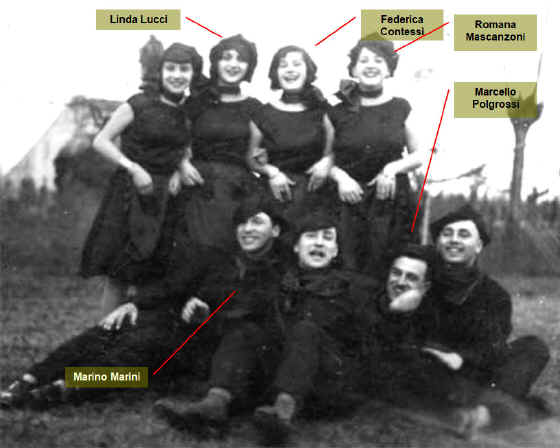 Linda Lucci
Federica
Contessi
Romana
Mascanzoni
Marcello
Polgrossi
Marino Marini